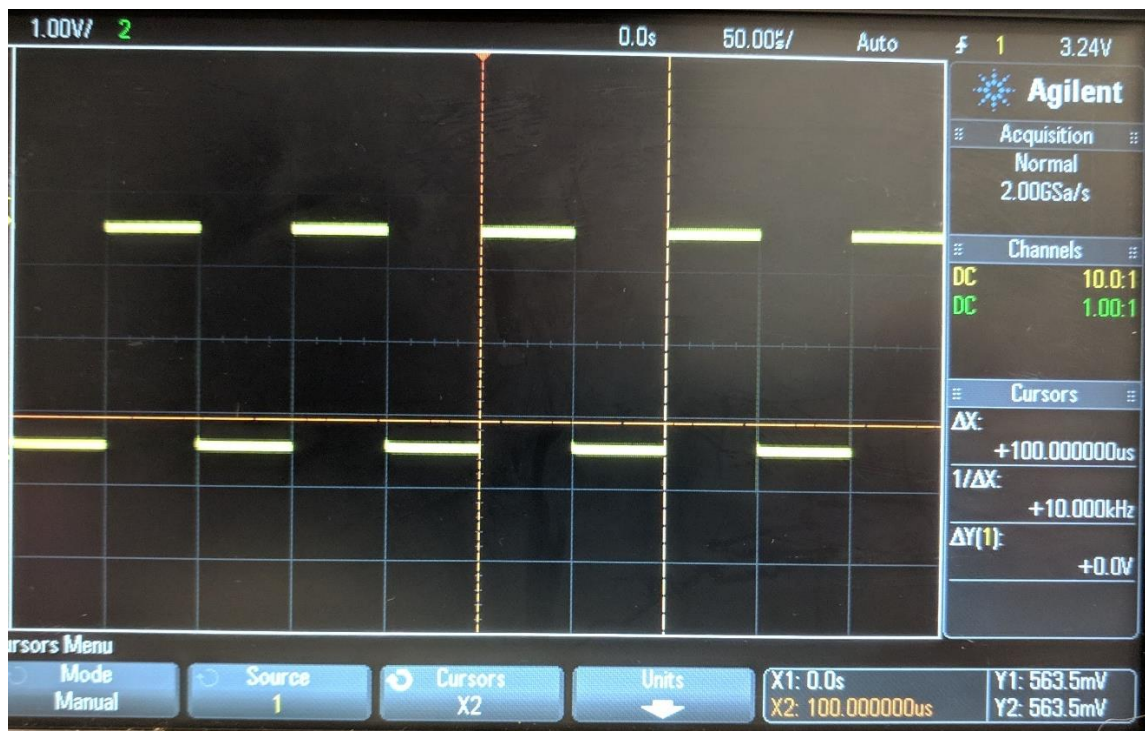 1.00V/ 2 0.0s 50.00us/ Auto 1 3.24V
Agilent
Acquisition
Normal
2.00GSa/s
Channels
DC 10.0:1
DC 1.00:1
Cursors
ΔX:
+100.000000us
1/ΔX:
+10.000kHz
ΔY(1):
+0.0V
ursors Menu
Mode
Manual
Source
1
Cursors
X2
Units
X1: 0.0s
X2: 100.000000us
Y1: 563.5mV
Y2: 563.5mV